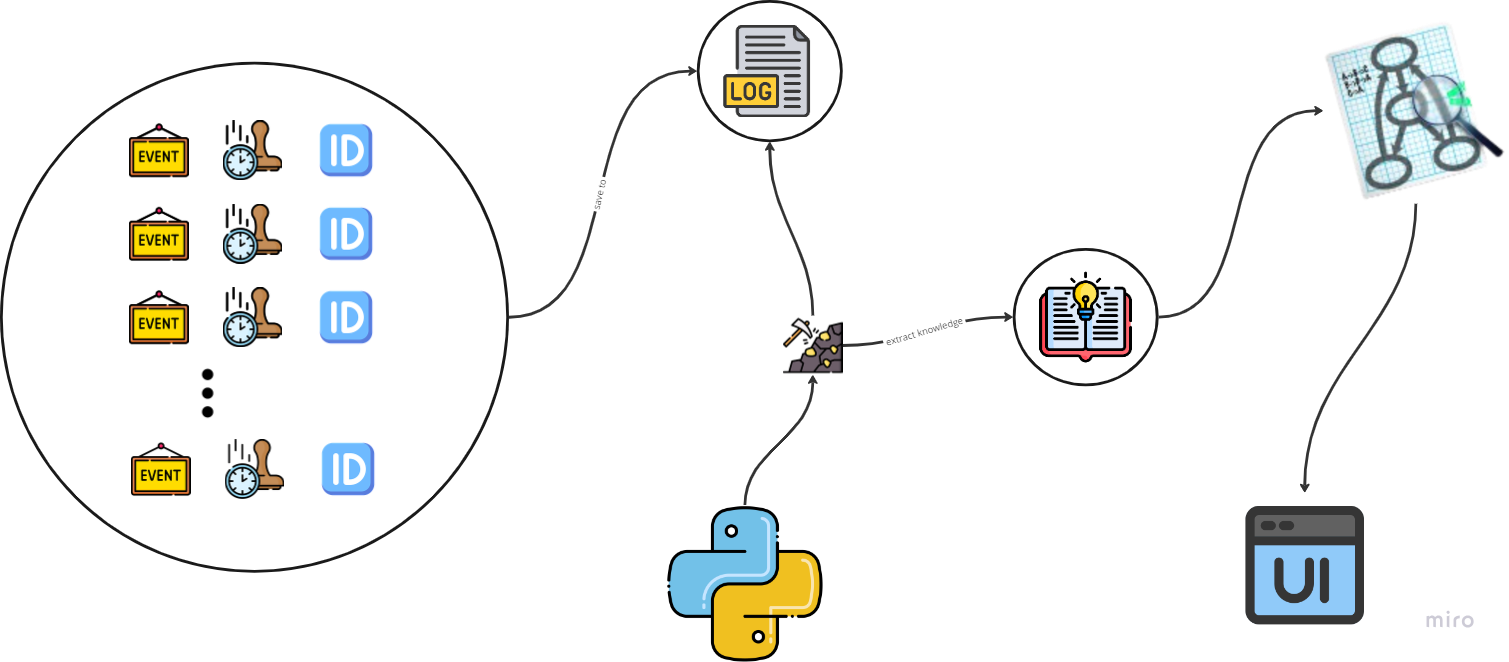 EVENT
ID
EVENT
ID
EVENT
ID
EVENT
ID
save to
LOG
extract knowledge
UI
miro